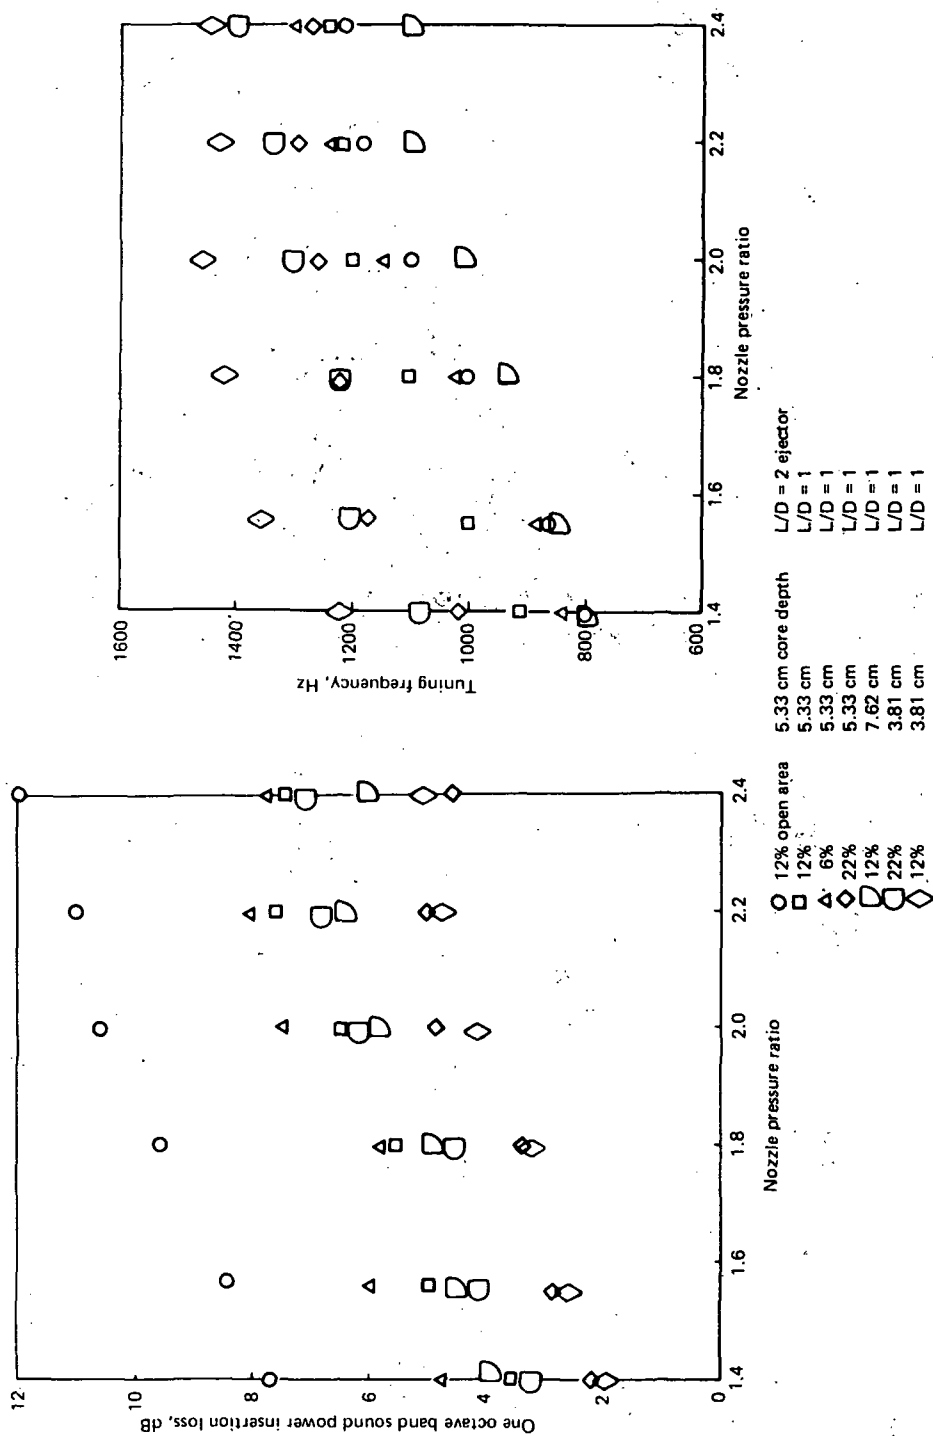 One octave band sound power insertion loss, dB
12
10
8
6
4
2
0
1.4
1.6
1.8
2.0
2.2
2.4
Nozzle pressure ratio
Tuning frequency, Hz
1600
1400
1200
1000
800
600
1.4
1.6
1.8
2.0
2.2
2.4
Nozzle pressure ratio
12% open area 5.33 cm core depth L/D = 2 ejector
12% 5.33 cm L/D = 1
6% 5.33 cm L/D = 1
22% 5.33 cm L/D = 1
12% 7.62 cm L/D = 1
22% 3.81 cm L/D = 1
12% 3.81 cm L/D = 1